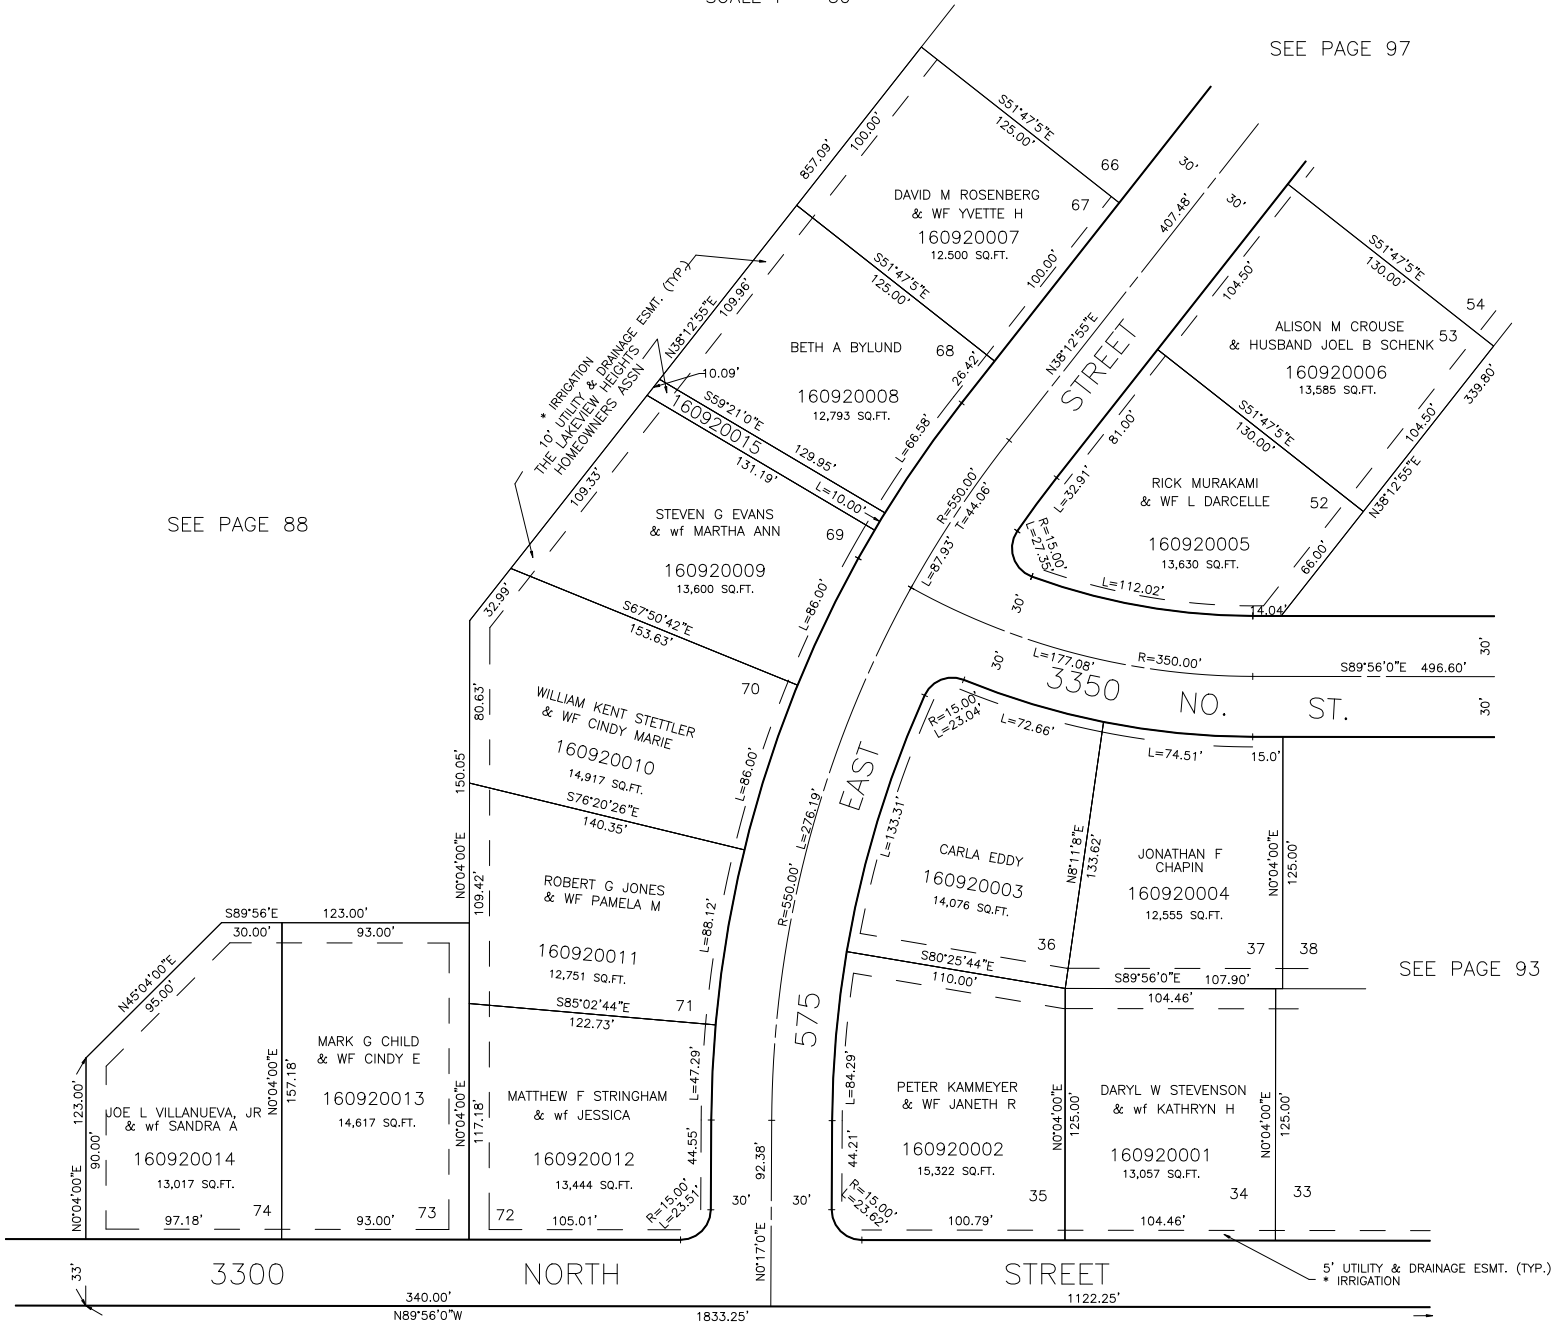 SEE PAGE 97
S51°47'5"E
125.00'
100.00'
857.09'
66
30'
30'
407.48'
DAVID M ROSENBERG
& WF YVETTE H
67
160920007
12.500 SQ.FT.
100.00'
S51°47'5"E
125.00'
109.96'
N38°12'55"E
* IRRIGATION
10' UTILITY & DRAINAGE ESMT. (TYP.)
THE LAKEVIEW HEIGHTS
HOMEOWNERS ASSN
BETH A BYLUND
68
160920008
12,793 SQ.FT.
26.42'
L=66.58'
10.09'
S59°21'0"E
129.95'
160920015
131.19'
L=10.00'
N38°12'55"E
STREET
104.50'
S51°47'5"E
130.00'
54
ALISON M CROUSE
& HUSBAND JOEL B SCHENK
53
160920006
13,585 SQ.FT.
339.80'
104.50'
S51°47'5"E
130.00'
81.00'
N38°12'55"E
RICK MURAKAMI
& WF L DARCELLE
52
160920005
13,630 SQ.FT.
66.00'
L=32.91'
R=15.00'
L=27.35'
L=112.02'
14.04'
R=550.00'
T=44.06'
L=87.93'
SEE PAGE 88
109.33'
STEVEN G EVANS
& wf MARTHA ANN
69
160920009
13,600 SQ.FT.
L=86.00'
32.99'
S67°50'42"E
153.63'
30'
30'
L=177.08'
R=350.00'
S89°56'0"E 496.60'
30'
30'
3350 NO. ST.
70
WILLIAM KENT STETTLER
& WF CINDY MARIE
160920010
14,917 SQ.FT.
80.63'
150.05'
L=86.00'
S76°20'26"E
140.35'
R=15.00'
L=23.04'
L=72.66'
L=74.51'
15.0'
EAST
L=276.19'
R=550.00'
L=133.31'
CARLA EDDY
160920003
14,076 SQ.FT.
36
N8°11'8"E
133.62'
JONATHAN F
CHAPIN
160920004
12,555 SQ.FT.
N0°04'00"E
125.00'
37
38
N0°04'00"E
109.42'
ROBERT G JONES
& WF PAMELA M
160920011
12,751 SQ.FT.
L=88.12'
S89°56'E 123.00'
30.00'
93.00'
N45°04'00"E
95.00'
S80°25'44"E
110.00'
S89°56'0"E 107.90'
104.46'
SEE PAGE 93
S85°02'44"E
122.73'
71
575
MARK G CHILD
& WF CINDY E
160920013
14,617 SQ.FT.
N0°04'00"E
157.18'
123.00'
JOE L VILLANUEVA, JR
& wf SANDRA A
160920014
13,017 SQ.FT.
90.00'
N0°04'00"E
N0°04'00"E
117.18'
MATTHEW F STRINGHAM
& wf JESSICA
160920012
13,444 SQ.FT.
L=47.29'
44.55'
L=84.29'
44.21'
PETER KAMMEYER
& WF JANETH R
160920002
15,322 SQ.FT.
N0°04'00"E
125.00'
DARYL W STEVENSON
& wf KATHRYN H
160920001
13,057 SQ.FT.
N0°04'00"E
125.00'
92.38'
30'
30'
R=15.00'
L=23.51'
R=15.00'
L=23.62'
74
73
72
35
34
33
97.18'
93.00'
105.01'
100.79'
104.46'
N0°17'0"E
33'
3300 NORTH STREET
5' UTILITY & DRAINAGE ESMT. (TYP.)
* IRRIGATION
340.00'
1122.25'
N89°56'0"W
1833.25'